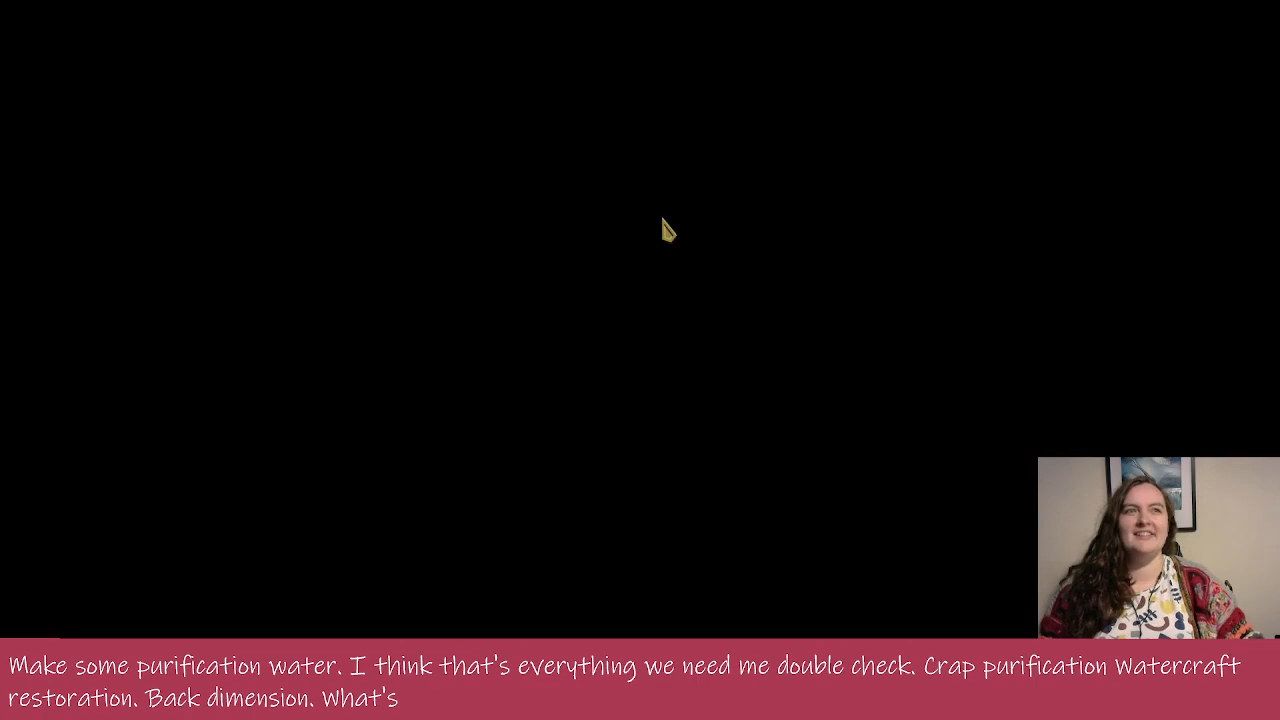 Make some purification water. I think that's everything we need me double check. Crap purification Watercraft
restoration. Back dimension. What's